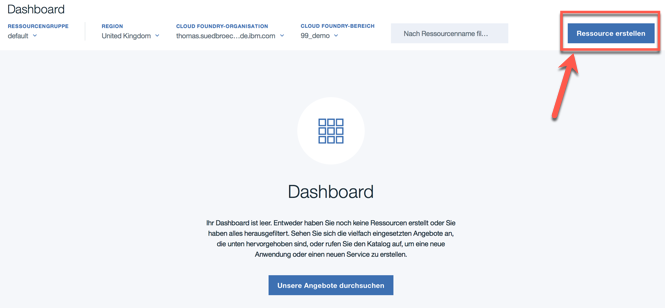 Dashboard
RESSOURCENGRUPPE
default
REGION
United Kingdom
CLOUD FOUNDRY-ORGANISATION
thomas.suedbroec...de.ibm.com
CLOUD FOUNDRY-BEREICH
99_demo
Nach Ressourcenname fil...
Ressource erstellen
Dashboard
Ihr Dashboard ist leer. Entweder haben Sie noch keine Ressourcen erstellt oder Sie
haben alles herausgefiltert. Sehen Sie sich die vielfach eingesetzten Angebote an,
die unten hervorgehoben sind, oder rufen Sie den Katalog auf, um eine neue
Anwendung oder einen neuen Service zu erstellen.
Unsere Angebote durchsuchen